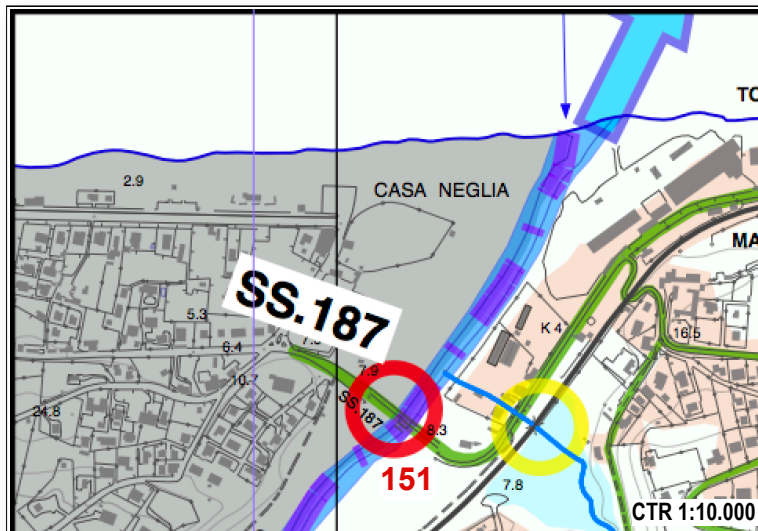 TO
2.9
CASA NEGLIA
MA
SS.187
5.3
K 4
16.5
6.4
7.9
10.7
SS.187
24.8
8.3
151
7.8
CTR 1:10.000